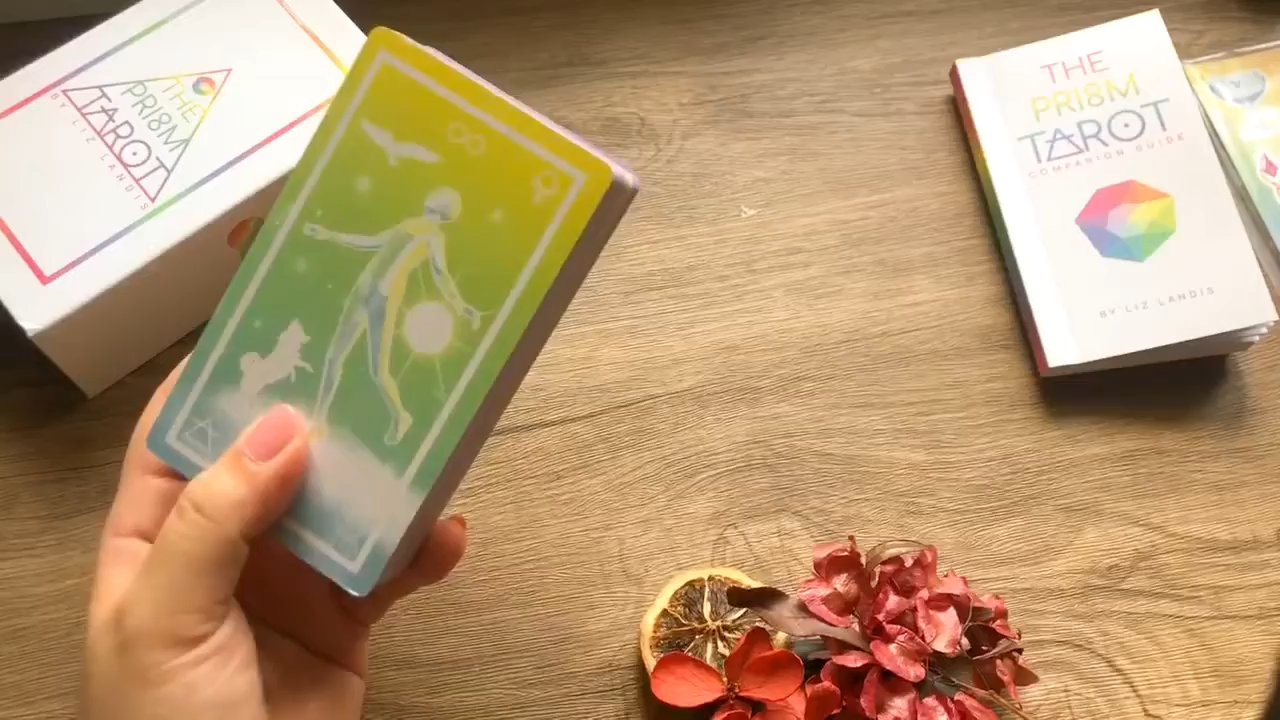 THE
PRI8M
TAROT
BY LIZ LANDIS
THE
PRI8M
TAROT
COMPANION GUIDE
BY LIZ LANDIS